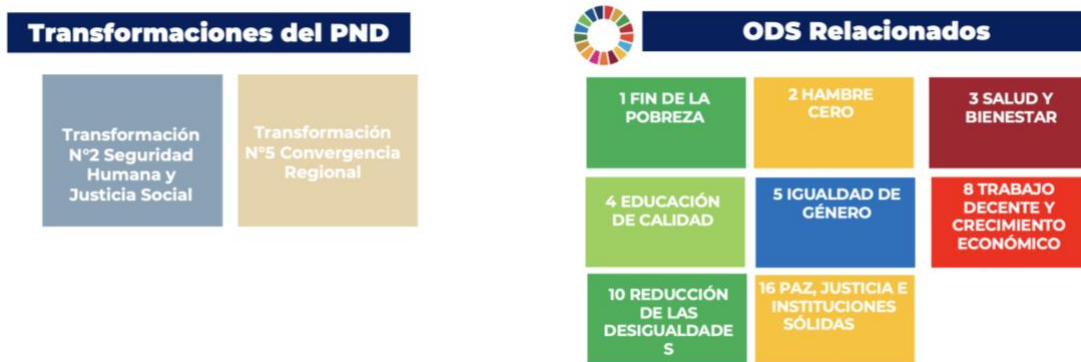 Transformaciones del PND
Transformación
N°2 Seguridad
Humana y
Justicia Social
Transformación
N°5 Convergencia
Regional
ODS Relacionados
1 FIN DE LA
POBREZA
2 HAMBRE
CERO
3 SALUD Y
BIENESTAR
4 EDUCACIÓN
DE CALIDAD
5 IGUALDAD DE
GÉNERO
8 TRABAJO
DECENTE Y
CRECIMIENTO
ECONÓMICO
10 REDUCCIÓN
DE LAS
DESIGUALDADE
S
16 PAZ, JUSTICIA E
INSTITUCIONES
SÓLIDAS